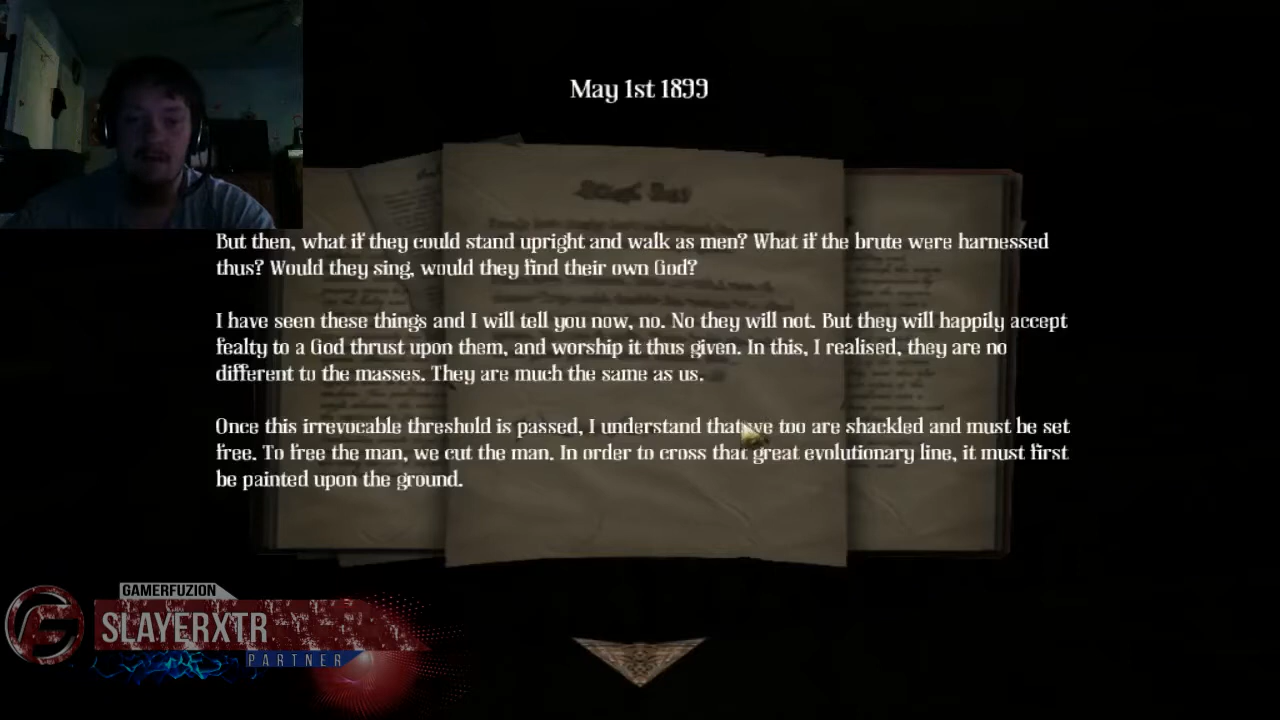 May 1st 1899
But then, what if they could stand upright and walk as men? What if the brute were harnessed
thus? Would they sing, would they find their own God?
I have seen these things and I will tell you now, no. No they will not. But they will happily accept
fealty to a God thrust upon them, and worship it thus given. In this, I realised, they are no
different to the masses. They are much the same as us.
Once this irrevocable threshold is passed, I understand that we too are shackled and must be set
free. To free the man, we cut the man. In order to cross that great evolutionary line, it must first
be painted upon the ground.
GAMERFUZION
SLAYERXTR
PARTNER